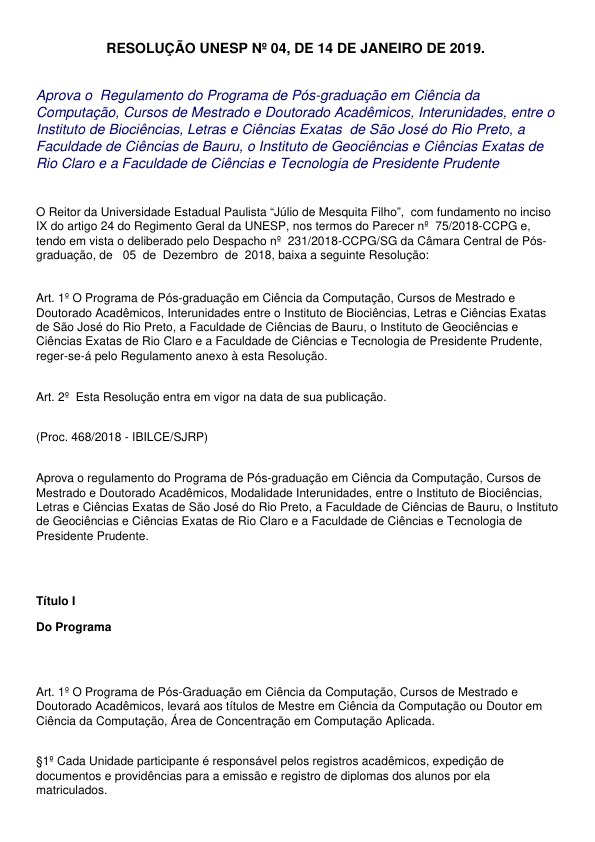 RESOLUÇÃO UNESP Nº 04, DE 14 DE JANEIRO DE 2019.
Aprova o  Regulamento do Programa de Pós-graduação em Ciência da
Computação, Cursos de Mestrado e Doutorado Acadêmicos, Interunidades, entre o
Instituto de Biociências, Letras e Ciências Exatas  de São José do Rio Preto, a
Faculdade de Ciências de Bauru, o Instituto de Geociências e Ciências Exatas de
Rio Claro e a Faculdade de Ciências e Tecnologia de Presidente Prudente
O Reitor da Universidade Estadual Paulista “Júlio de Mesquita Filho”,  com fundamento no inciso
IX do artigo 24 do Regimento Geral da UNESP, nos termos do Parecer nº  75/2018-CCPG e,
tendo em vista o deliberado pelo Despacho nº  231/2018-CCPG/SG da Câmara Central de Pós-
graduação, de   05  de  Dezembro  de  2018, baixa a seguinte Resolução:
Art. 1º O Programa de Pós-graduação em Ciência da Computação, Cursos de Mestrado e
Doutorado Acadêmicos, Interunidades entre o Instituto de Biociências, Letras e Ciências Exatas
de São José do Rio Preto, a Faculdade de Ciências de Bauru, o Instituto de Geociências e
Ciências Exatas de Rio Claro e a Faculdade de Ciências e Tecnologia de Presidente Prudente,
reger-se-á pelo Regulamento anexo à esta Resolução.
Art. 2º  Esta Resolução entra em vigor na data de sua publicação.
(Proc. 468/2018 - IBILCE/SJRP)
Aprova o regulamento do Programa de Pós-graduação em Ciência da Computação, Cursos de
Mestrado e Doutorado Acadêmicos, Modalidade Interunidades, entre o Instituto de Biociências,
Letras e Ciências Exatas de São José do Rio Preto, a Faculdade de Ciências de Bauru, o Instituto
de Geociências e Ciências Exatas de Rio Claro e a Faculdade de Ciências e Tecnologia de
Presidente Prudente.
Título I
Do Programa
Art. 1º O Programa de Pós-Graduação em Ciência da Computação, Cursos de Mestrado e
Doutorado Acadêmicos, levará aos títulos de Mestre em Ciência da Computação ou Doutor em
Ciência da Computação, Área de Concentração em Computação Aplicada.
§1º Cada Unidade participante é responsável pelos registros acadêmicos, expedição de
documentos e providências para a emissão e registro de diplomas dos alunos por ela
matriculados.